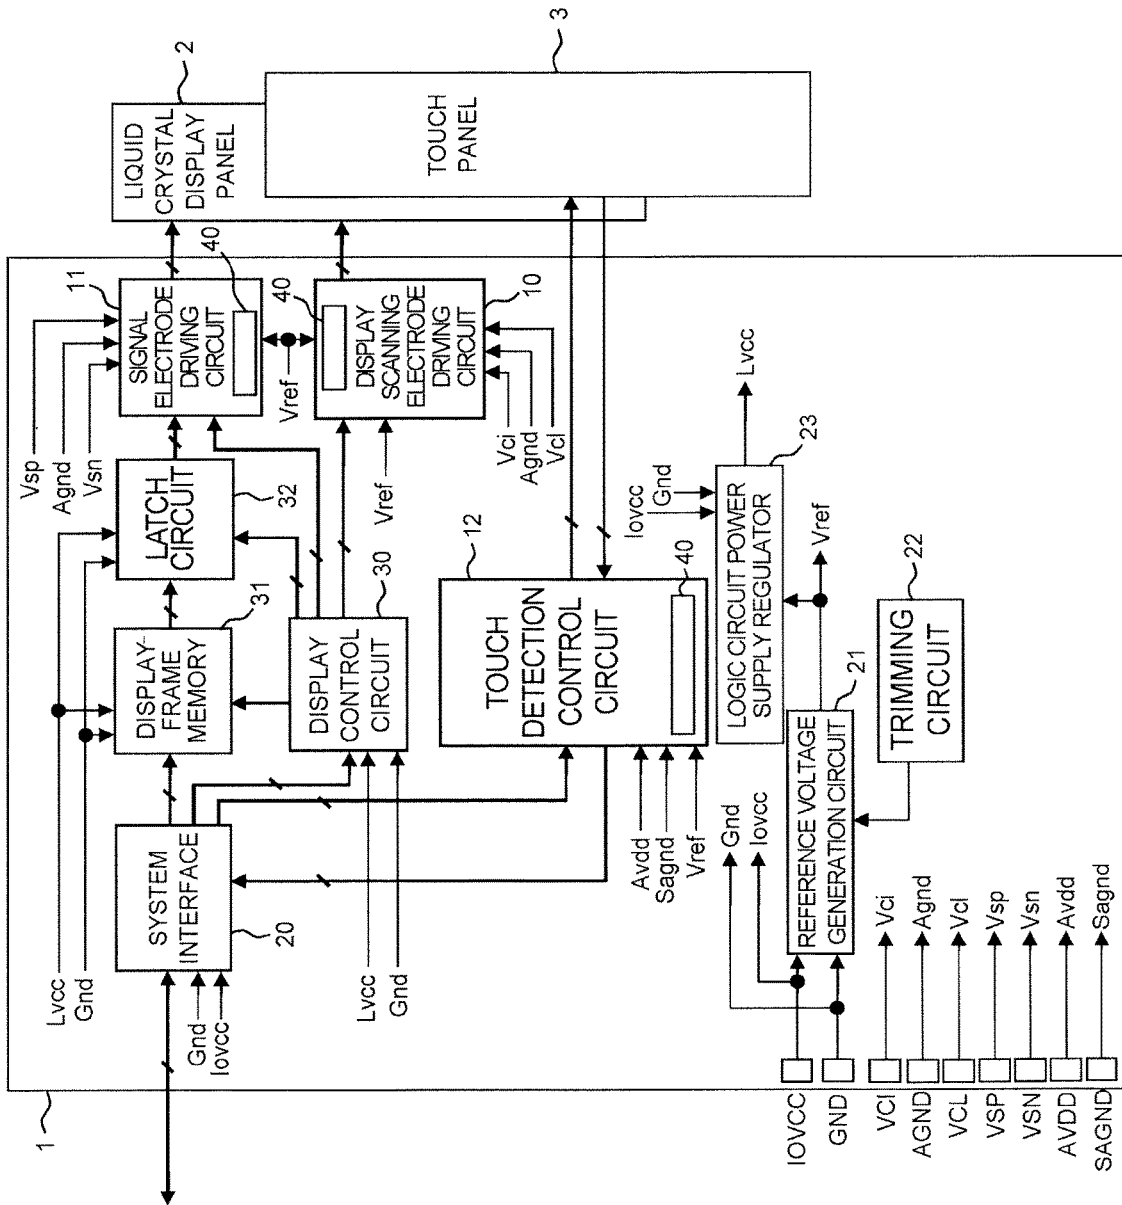 1
2
3
LIQUID
CRYSTAL
DISPLAY
PANEL
TOUCH
PANEL
Vsp
Agnd
Vsn
11
SIGNAL
ELECTRODE
DRIVING
CIRCUIT
40
Vref
40
DISPLAY
SCANNING
ELECTRODE
DRIVING
CIRCUIT
10
Vref
Vci
Agnd
Vcl
LATCH
CIRCUIT
32
DISPLAY-
FRAME
MEMORY
31
DISPLAY
CONTROL
CIRCUIT
30
Lvcc
Gnd
Lvcc
Gnd
SYSTEM
INTERFACE
20
Gnd
Iovcc
12
TOUCH
DETECTION
CONTROL
CIRCUIT
40
Avdd
Sagnd
Vref
Iovcc
Gnd
LOGIC CIRCUIT POWER
SUPPLY REGULATOR
23
Lvcc
Vref
REFERENCE VOLTAGE
GENERATION CIRCUIT
21
TRIMMING
CIRCUIT
22
Gnd
Iovcc
IOVCC
GND
VCI
Vci
AGND
Agnd
VCL
Vcl
VSP
Vsp
VSN
Vsn
AVDD
Avdd
SAGND
Sagnd